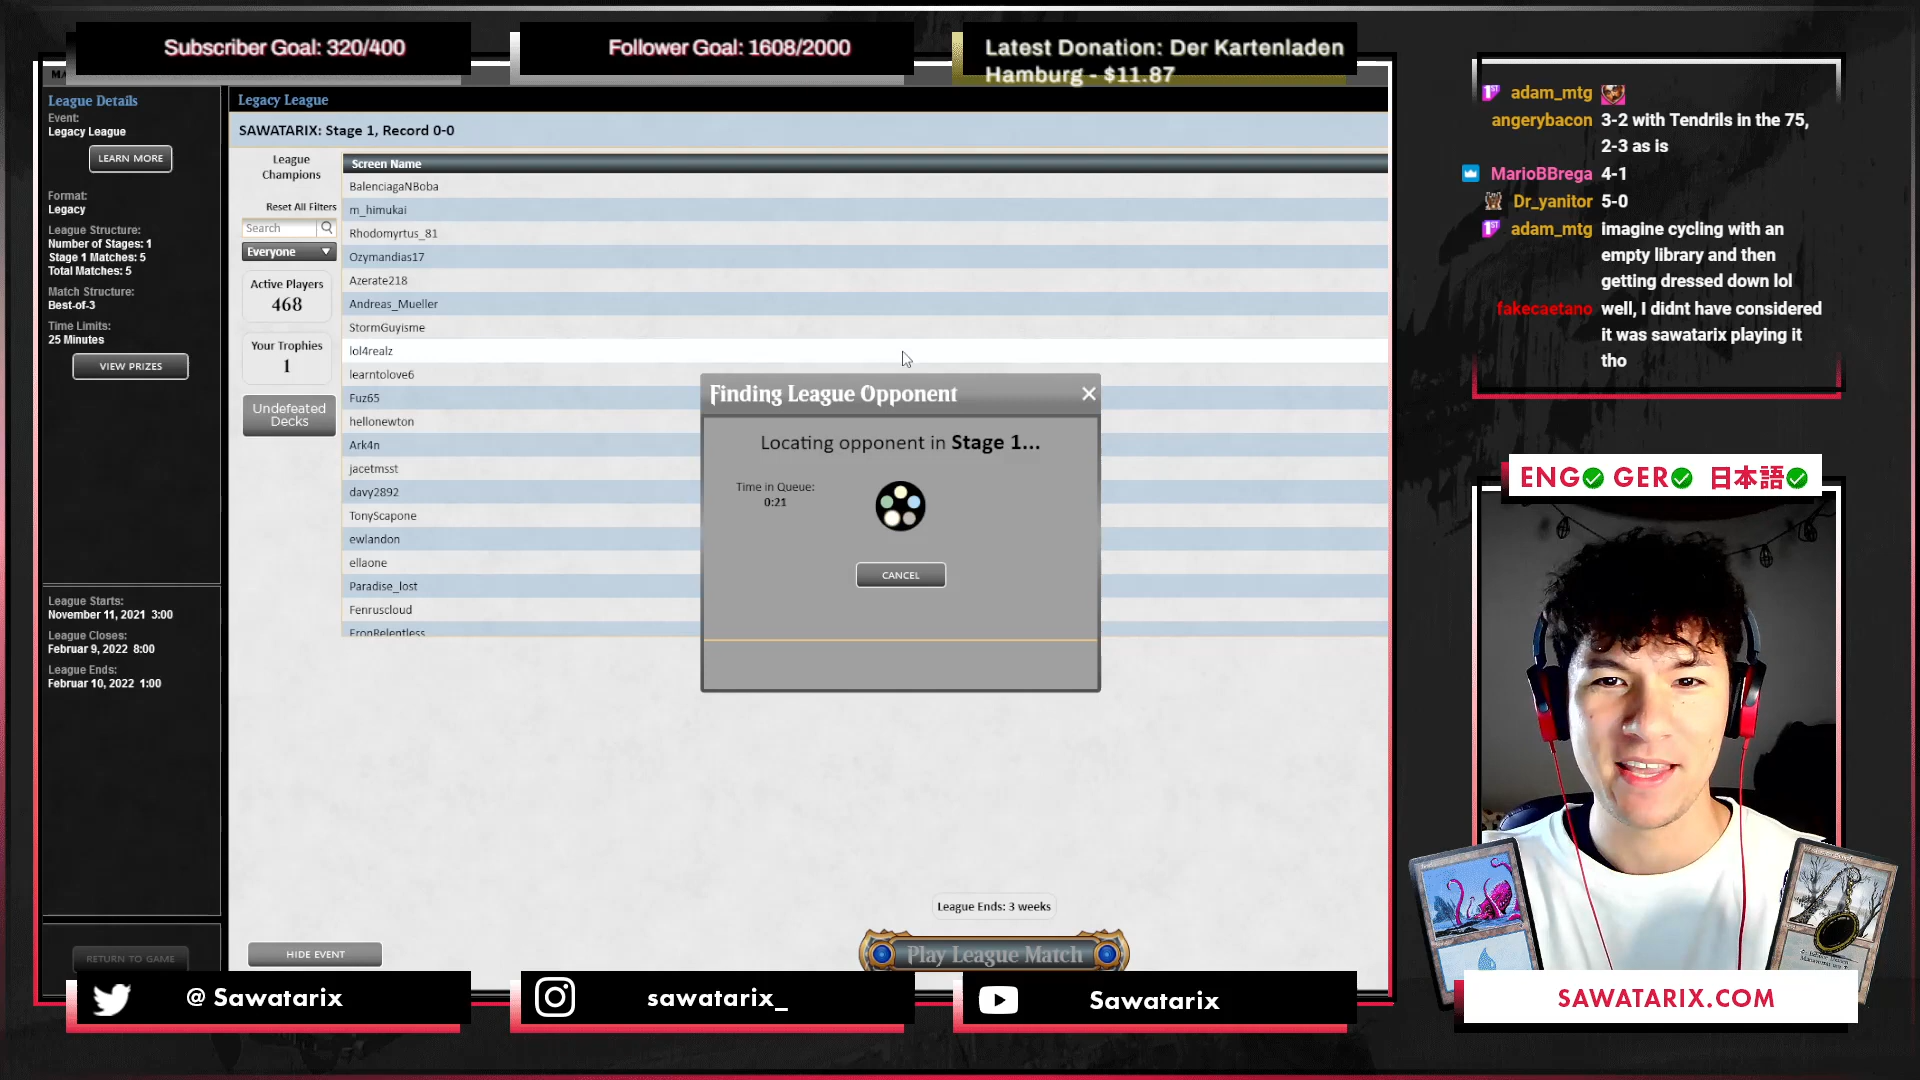 Subscriber Goal: 320/400
Follower Goal: 1608/2000
Latest Donation: Der Kartenladen
Hamburg - $11.87
League Details
Event:
Legacy League
LEARN MORE
Format:
Legacy
League Structure:
Number of Stages: 1
Stage 1 Matches: 5
Total Matches: 5
Match Structure:
Best-of-3
Time Limits:
25 Minutes
VIEW PRIZES
League Starts:
November 11, 2021 3:00
League Closes:
Februar 9, 2022 8:00
League Ends:
Februar 10, 2022 1:00
RETURN TO GAME
Legacy League
SAWATARIX: Stage 1, Record 0-0
League
Champions
Reset All Filters
Search
Everyone
Active Players
468
Your Trophies
1
Undefeated
Decks
Screen Name
BalenciagaNBoba
m_himukai
Rhodomyrtus_81
Ozymandias17
Azerate218
Andreas_Mueller
StormGuyisme
lol4realz
learntolove6
Fuz65
hellonewton
Ark4n
jacetmsst
davy2892
TonyScapone
ewlandon
ellaone
Paradise_lost
Fenruscloud
FronRelentless
Finding League Opponent
Locating opponent in Stage 1...
Time in Queue:
0:21
CANCEL
League Ends: 3 weeks
HIDE EVENT
Play League Match
1ST adam_mtg
angerybacon 3-2 with Tendrils in the 75,
2-3 as is
MarioBBrega 4-1
Dr_yanitor 5-0
1ST adam_mtg imagine cycling with an
empty library and then
getting dressed down lol
fakecaetano well, I didnt have considered
it was sawatarix playing it
tho
ENG GER 日本語
@ Sawatarix
sawatarix_
Sawatarix
SAWATARIX.COM